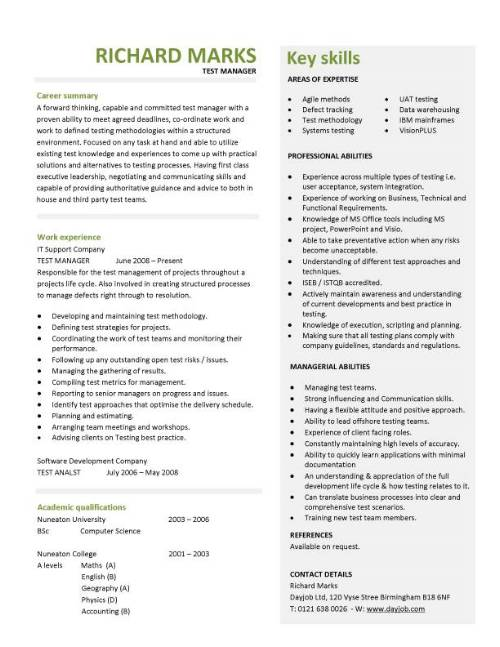 RICHARD MARKS
TEST MANAGER
Career summary
A forward thinking, capable and committed test manager with a
proven ability to meet agreed deadlines, co-ordinate work and
work to defined testing methodologies within a structured
environment. Focused on any task at hand and able to utilize
existing test knowledge and experiences to come up with practical
solutions and alternatives to testing processes. Having first class
executive leadership, negotiating and communicating skills and
capable of providing authoritative guidance and advice to both in
house and third party test teams.
Work experience
IT Support Company
TEST MANAGER June 2008 – Present
Responsible for the test management of projects throughout a
projects life cycle. Also involved in creating structured processes
to manage defects right through to resolution.
• Developing and maintaining test methodology.
• Defining test strategies for projects.
• Coordinating the work of test teams and monitoring their
performance.
• Following up any outstanding open test risks / issues.
• Managing the gathering of results.
• Compiling test metrics for management.
• Reporting to senior managers on progress and issues.
• Identify test approaches that optimise the delivery schedule.
• Planning and estimating.
• Arranging team meetings and workshops.
• Advising clients on Testing best practice.
Software Development Company
TEST ANALST July 2006 – May 2008
Academic qualifications
Nuneaton University 2003 – 2006
BSc Computer Science
Nuneaton College 2001 – 2003
A levels Maths (A)
English (B)
Geography (A)
Physics (D)
Accounting (B)
Key skills
AREAS OF EXPERTISE
• Agile methods • UAT testing
• Defect tracking • Data warehousing
• Test methodology • IBM mainframes
• Systems testing • VisionPLUS
PROFESSIONAL ABILITIES
• Experience across multiple types of testing i.e.
user acceptance, system integration.
• Experience of working on Business, Technical and
Functional Requirements.
• Knowledge of MS Office tools including MS
project, PowerPoint and Visio.
• Able to take preventative action when any risks
become unacceptable.
• Understanding of different test approaches and
techniques.
• ISEB / ISTQB accredited.
• Actively maintain awareness and understanding
of current developments and best practice in
testing.
• Knowledge of execution, scripting and planning.
• Making sure that all testing plans comply with
company guidelines, standards and regulations.
MANAGERIAL ABILITIES
• Managing test teams.
• Strong influencing and Communication skills.
• Having a flexible attitude and positive approach.
• Ability to lead offshore testing teams.
• Experience of client facing roles.
• Constantly maintaining high levels of accuracy.
• Ability to quickly learn applications with minimal
documentation
• An understanding & appreciation of the full
development life cycle & how testing relates to it.
• Can translate business processes into clear and
comprehensive test scenarios.
• Training new test team members.
REFERENCES
Available on request.
CONTACT DETAILS
Richard Marks
Dayjob Ltd, 120 Vyse Stree Birmingham B18 6NF
T: 0121 638 0026 - W: www.dayjob.com